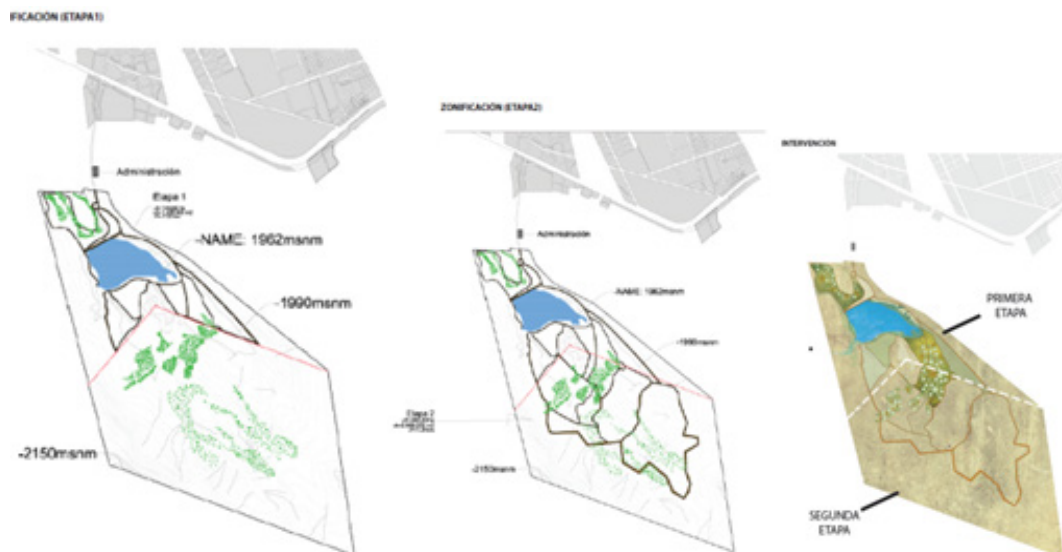 IFICACIÓN (ETAPA1)
Administración
Etapa 1
-NAME: 1962msnm
-1990msnm
-2150msnm
ZONIFICACIÓN (ETAPA2)
Administración
-NAME: 1962msnm
-1990msnm
Etapa 2
-2150msnm
INTERVENCIÓN
PRIMERA
ETAPA
SEGUNDA
ETAPA